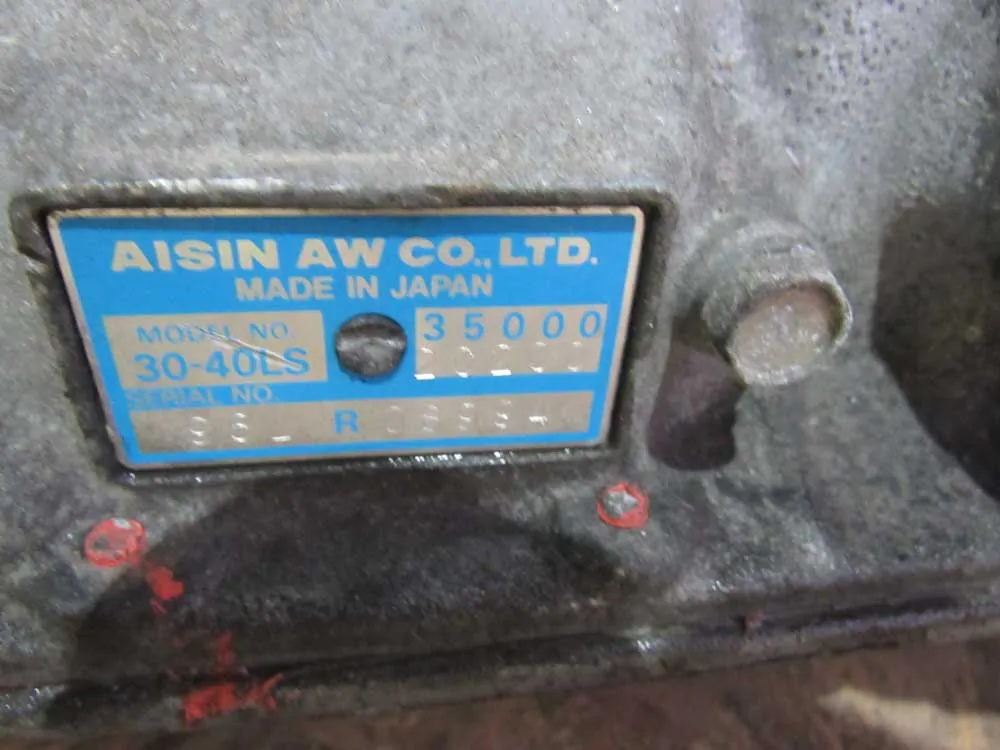 AISIN AW CO., LTD.
MADE IN JAPAN
MODEL NO.
30-40LS
35000
SERIAL NO.
R